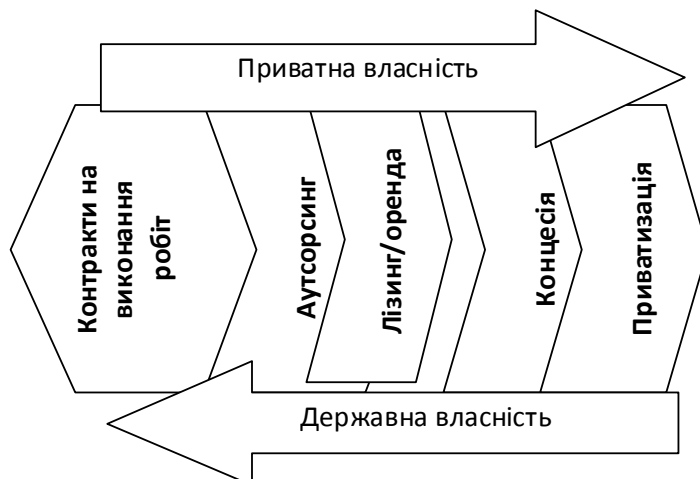 Приватна власність
Контракти на
виконання
робіт
Аутсорсинг
Лізинг/оренда
Концесія
Приватизація
Державна власність